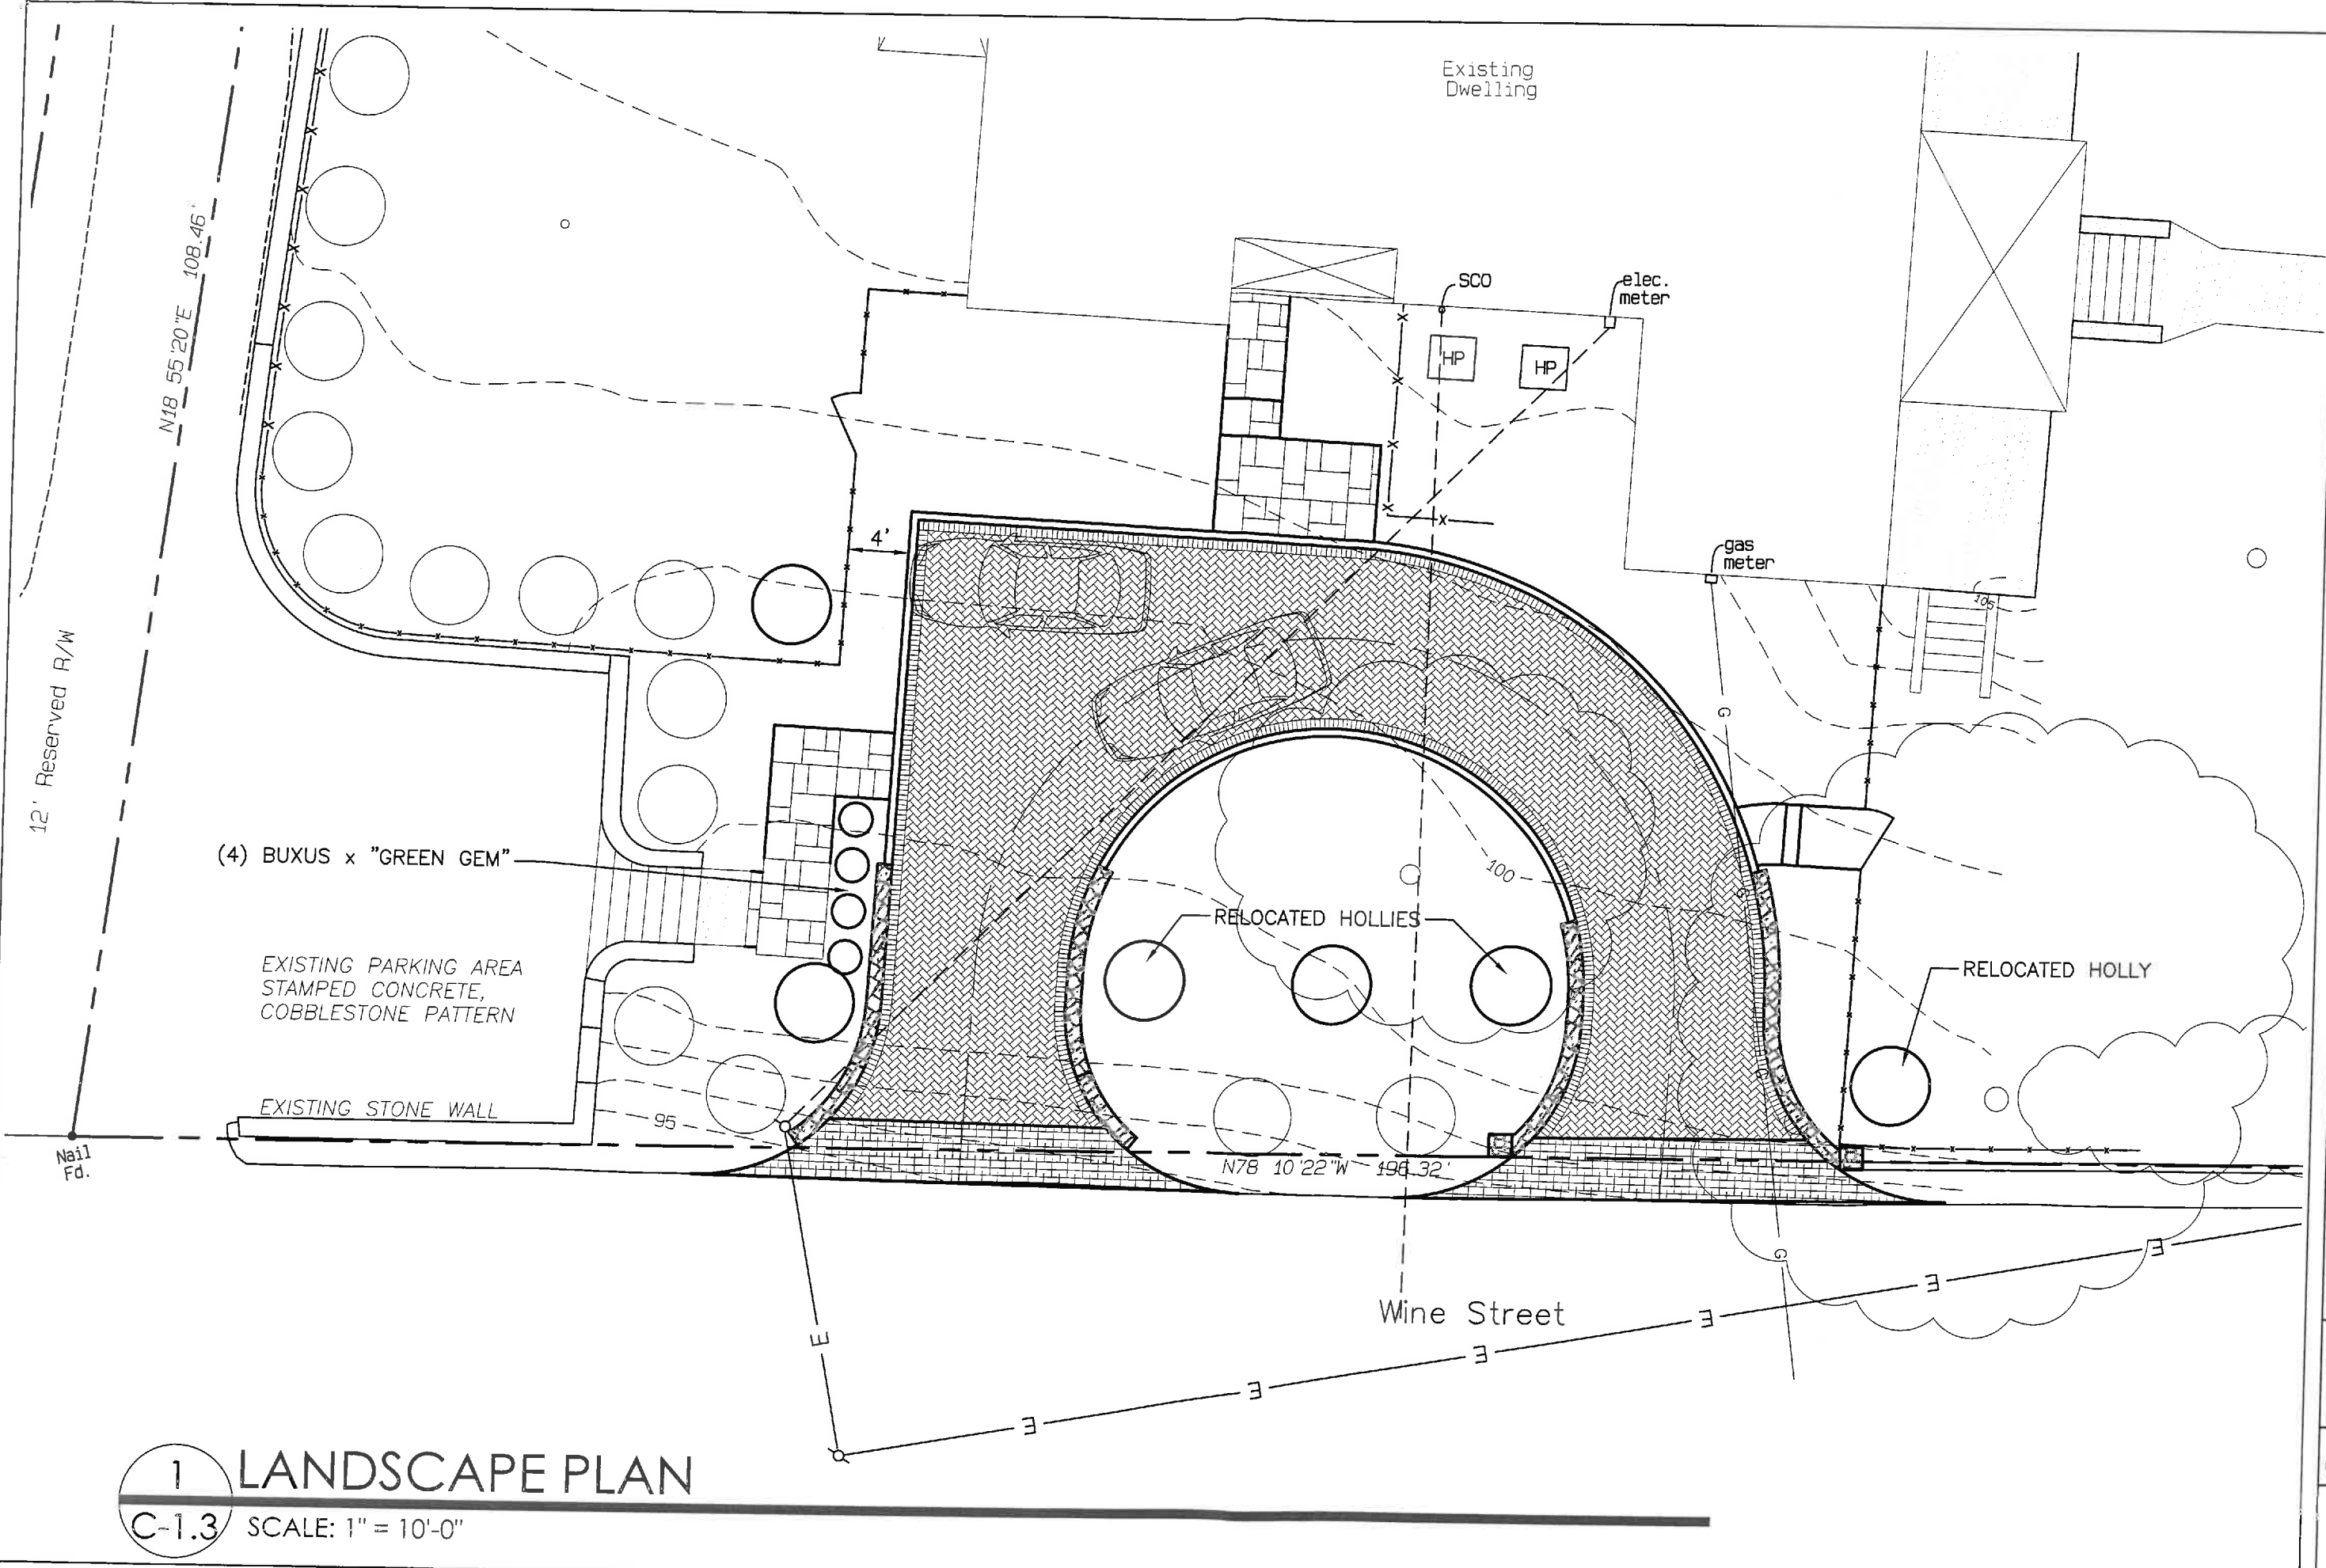 Existing
Dwelling
N18 55'20"E 108.46'
SCO
elec.
meter
HP
HP
4'
gas
meter
105
12' Reserved R/W
G
(4) BUXUS x "GREEN GEM"
100
G
RELOCATED HOLLIES
EXISTING PARKING AREA
STAMPED CONCRETE,
COBBLESTONE PATTERN
RELOCATED HOLLY
G
EXISTING STONE WALL
95
Nail
Fd.
N78 10'22"W 196.32'
G
E
E
Wine Street
E
E
E
E
E
E
1
LANDSCAPE PLAN
C-1.3
SCALE: 1" = 10'-0"